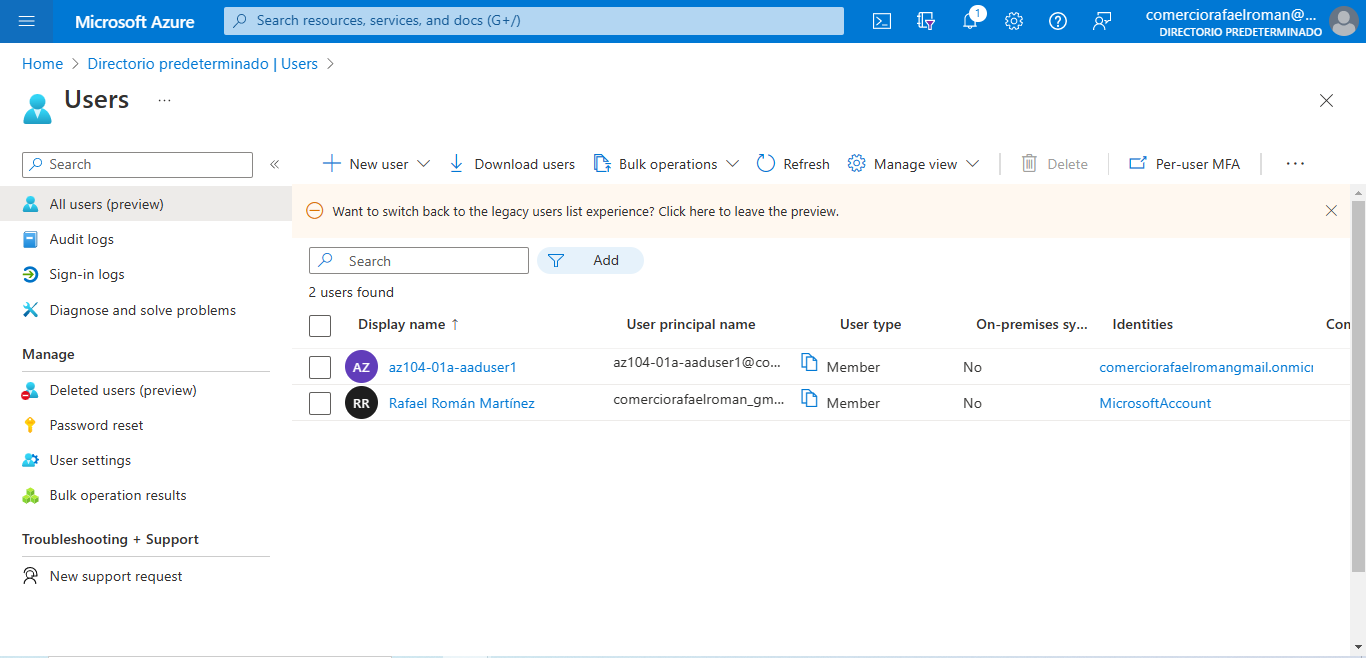 Microsoft Azure
Search resources, services, and docs (G+/)
1
comerciorafaelroman@...
DIRECTORIO PREDETERMINADO
Home > Directorio predeterminado | Users >
Users ...
Search
«
New user
Download users
Bulk operations
Refresh
Manage view
Delete
Per-user MFA
...
All users (preview)
Audit logs
Sign-in logs
Diagnose and solve problems
Manage
Deleted users (preview)
Password reset
User settings
Bulk operation results
Troubleshooting + Support
New support request
Want to switch back to the legacy users list experience? Click here to leave the preview.
Search
Add
2 users found
Display name ↑ User principal name User type On-premises sy... Identities Con
AZ az104-01a-aaduser1 az104-01a-aaduser1@co... Member No comerciorafaelromangmail.onmicr
RR Rafael Román Martínez comerciorafaelroman_gm... Member No MicrosoftAccount